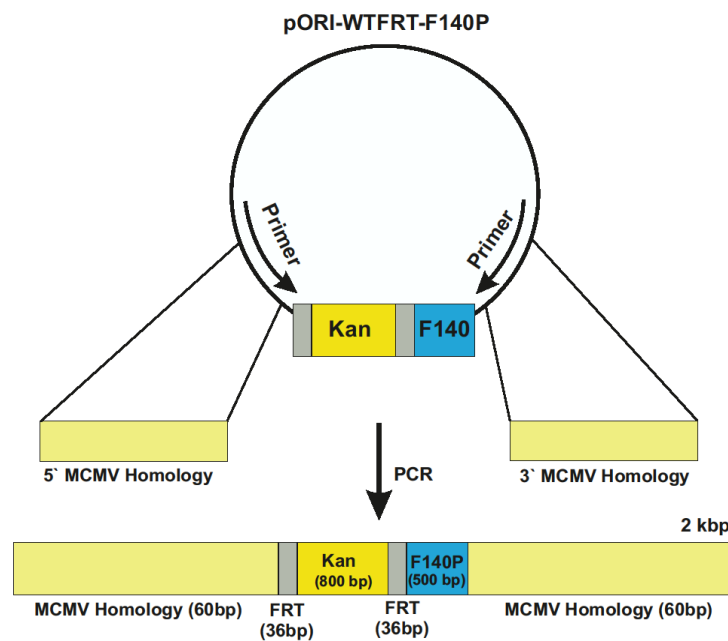 pORI-WTFRT-F140P
Primer
Primer
Kan
F140
5` MCMV Homology
3` MCMV Homology
PCR
2 kbp
Kan
(800 bp)
F140P
(500 bp)
MCMV Homology (60bp)
FRT
(36bp)
FRT
(36bp)
MCMV Homology (60bp)